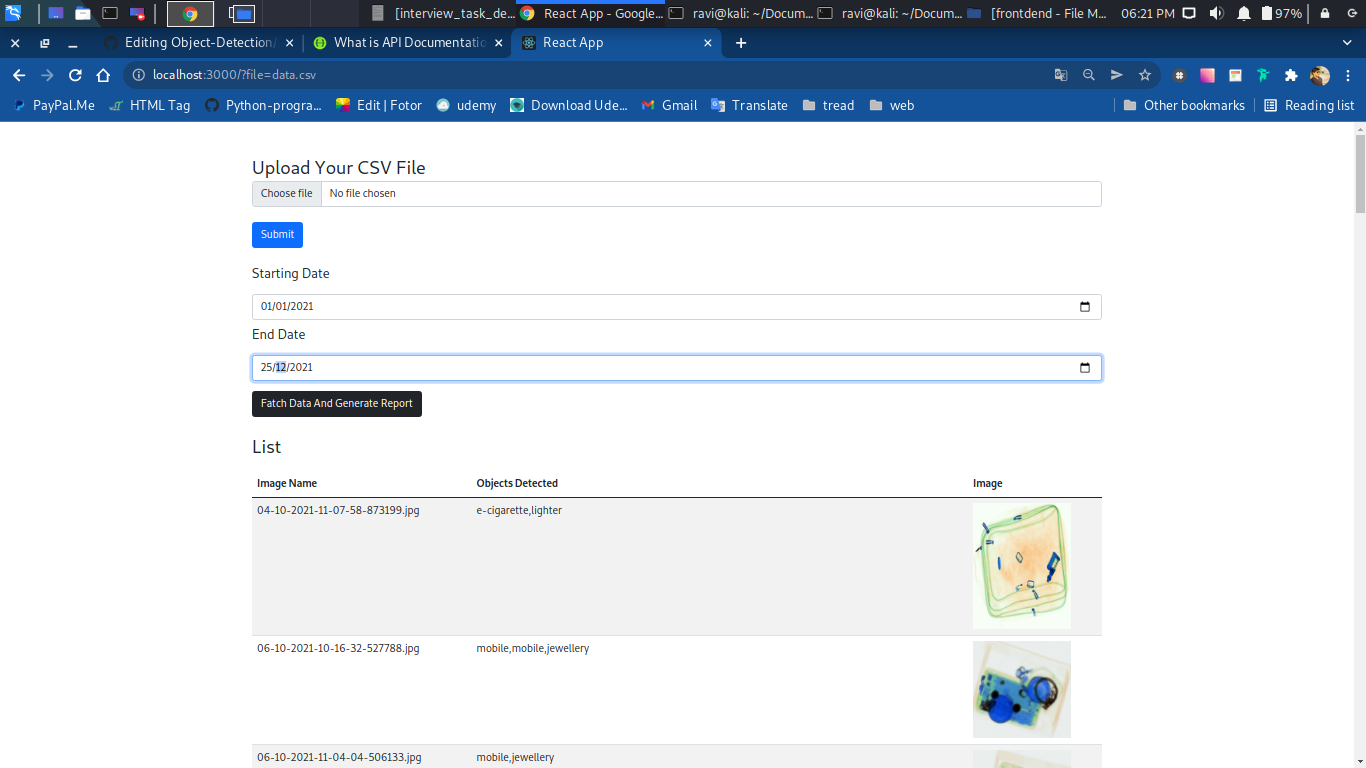 [interview_task_de... React App - Google... ravi@kali: ~/Docum... ravi@kali: ~/Docum... [frontdend - File M... 06:21 PM 97%
Editing Object-Detection/ What is API Documentatio React App
localhost:3000/?file=data.csv
PayPal.Me HTML Tag Python-progra... Edit | Fotor udemy Download Ude... Gmail Translate tread web Other bookmarks Reading list
Upload Your CSV File
Choose file No file chosen
Submit
Starting Date
01/01/2021
End Date
25/12/2021
Fatch Data And Generate Report
List
Image Name Objects Detected Image
04-10-2021-11-07-58-873199.jpg e-cigarette,lighter
06-10-2021-10-16-32-527788.jpg mobile,mobile,jewellery
06-10-2021-11-04-04-506133.jpg mobile,jewellery